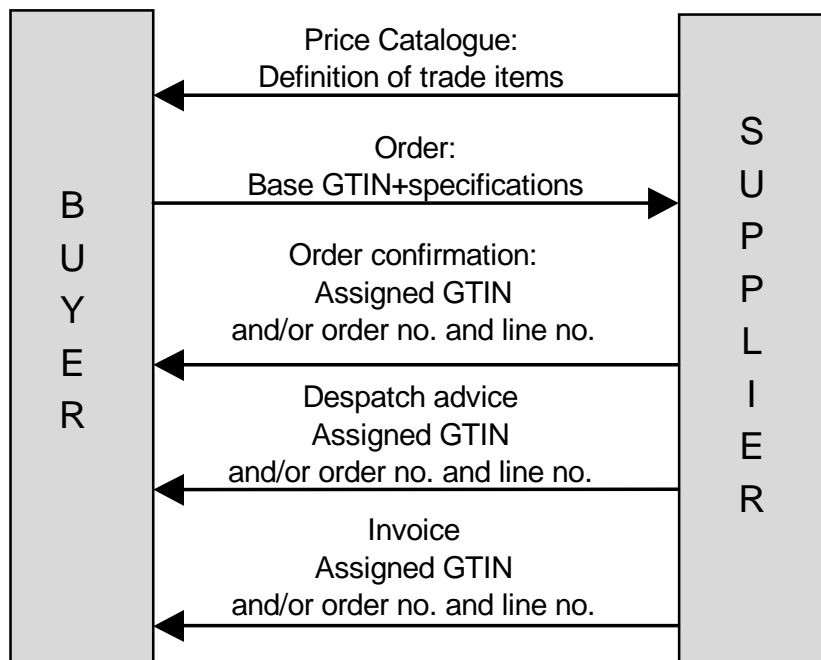 Price Catalogue:
Definition of trade items
Order:
Base GTIN+specifications
Order confirmation:
Assigned GTIN
and/or order no. and line no.
Despatch advice
Assigned GTIN
and/or order no. and line no.
Invoice
Assigned GTIN
and/or order no. and line no.
BUYER
SUPPLIER